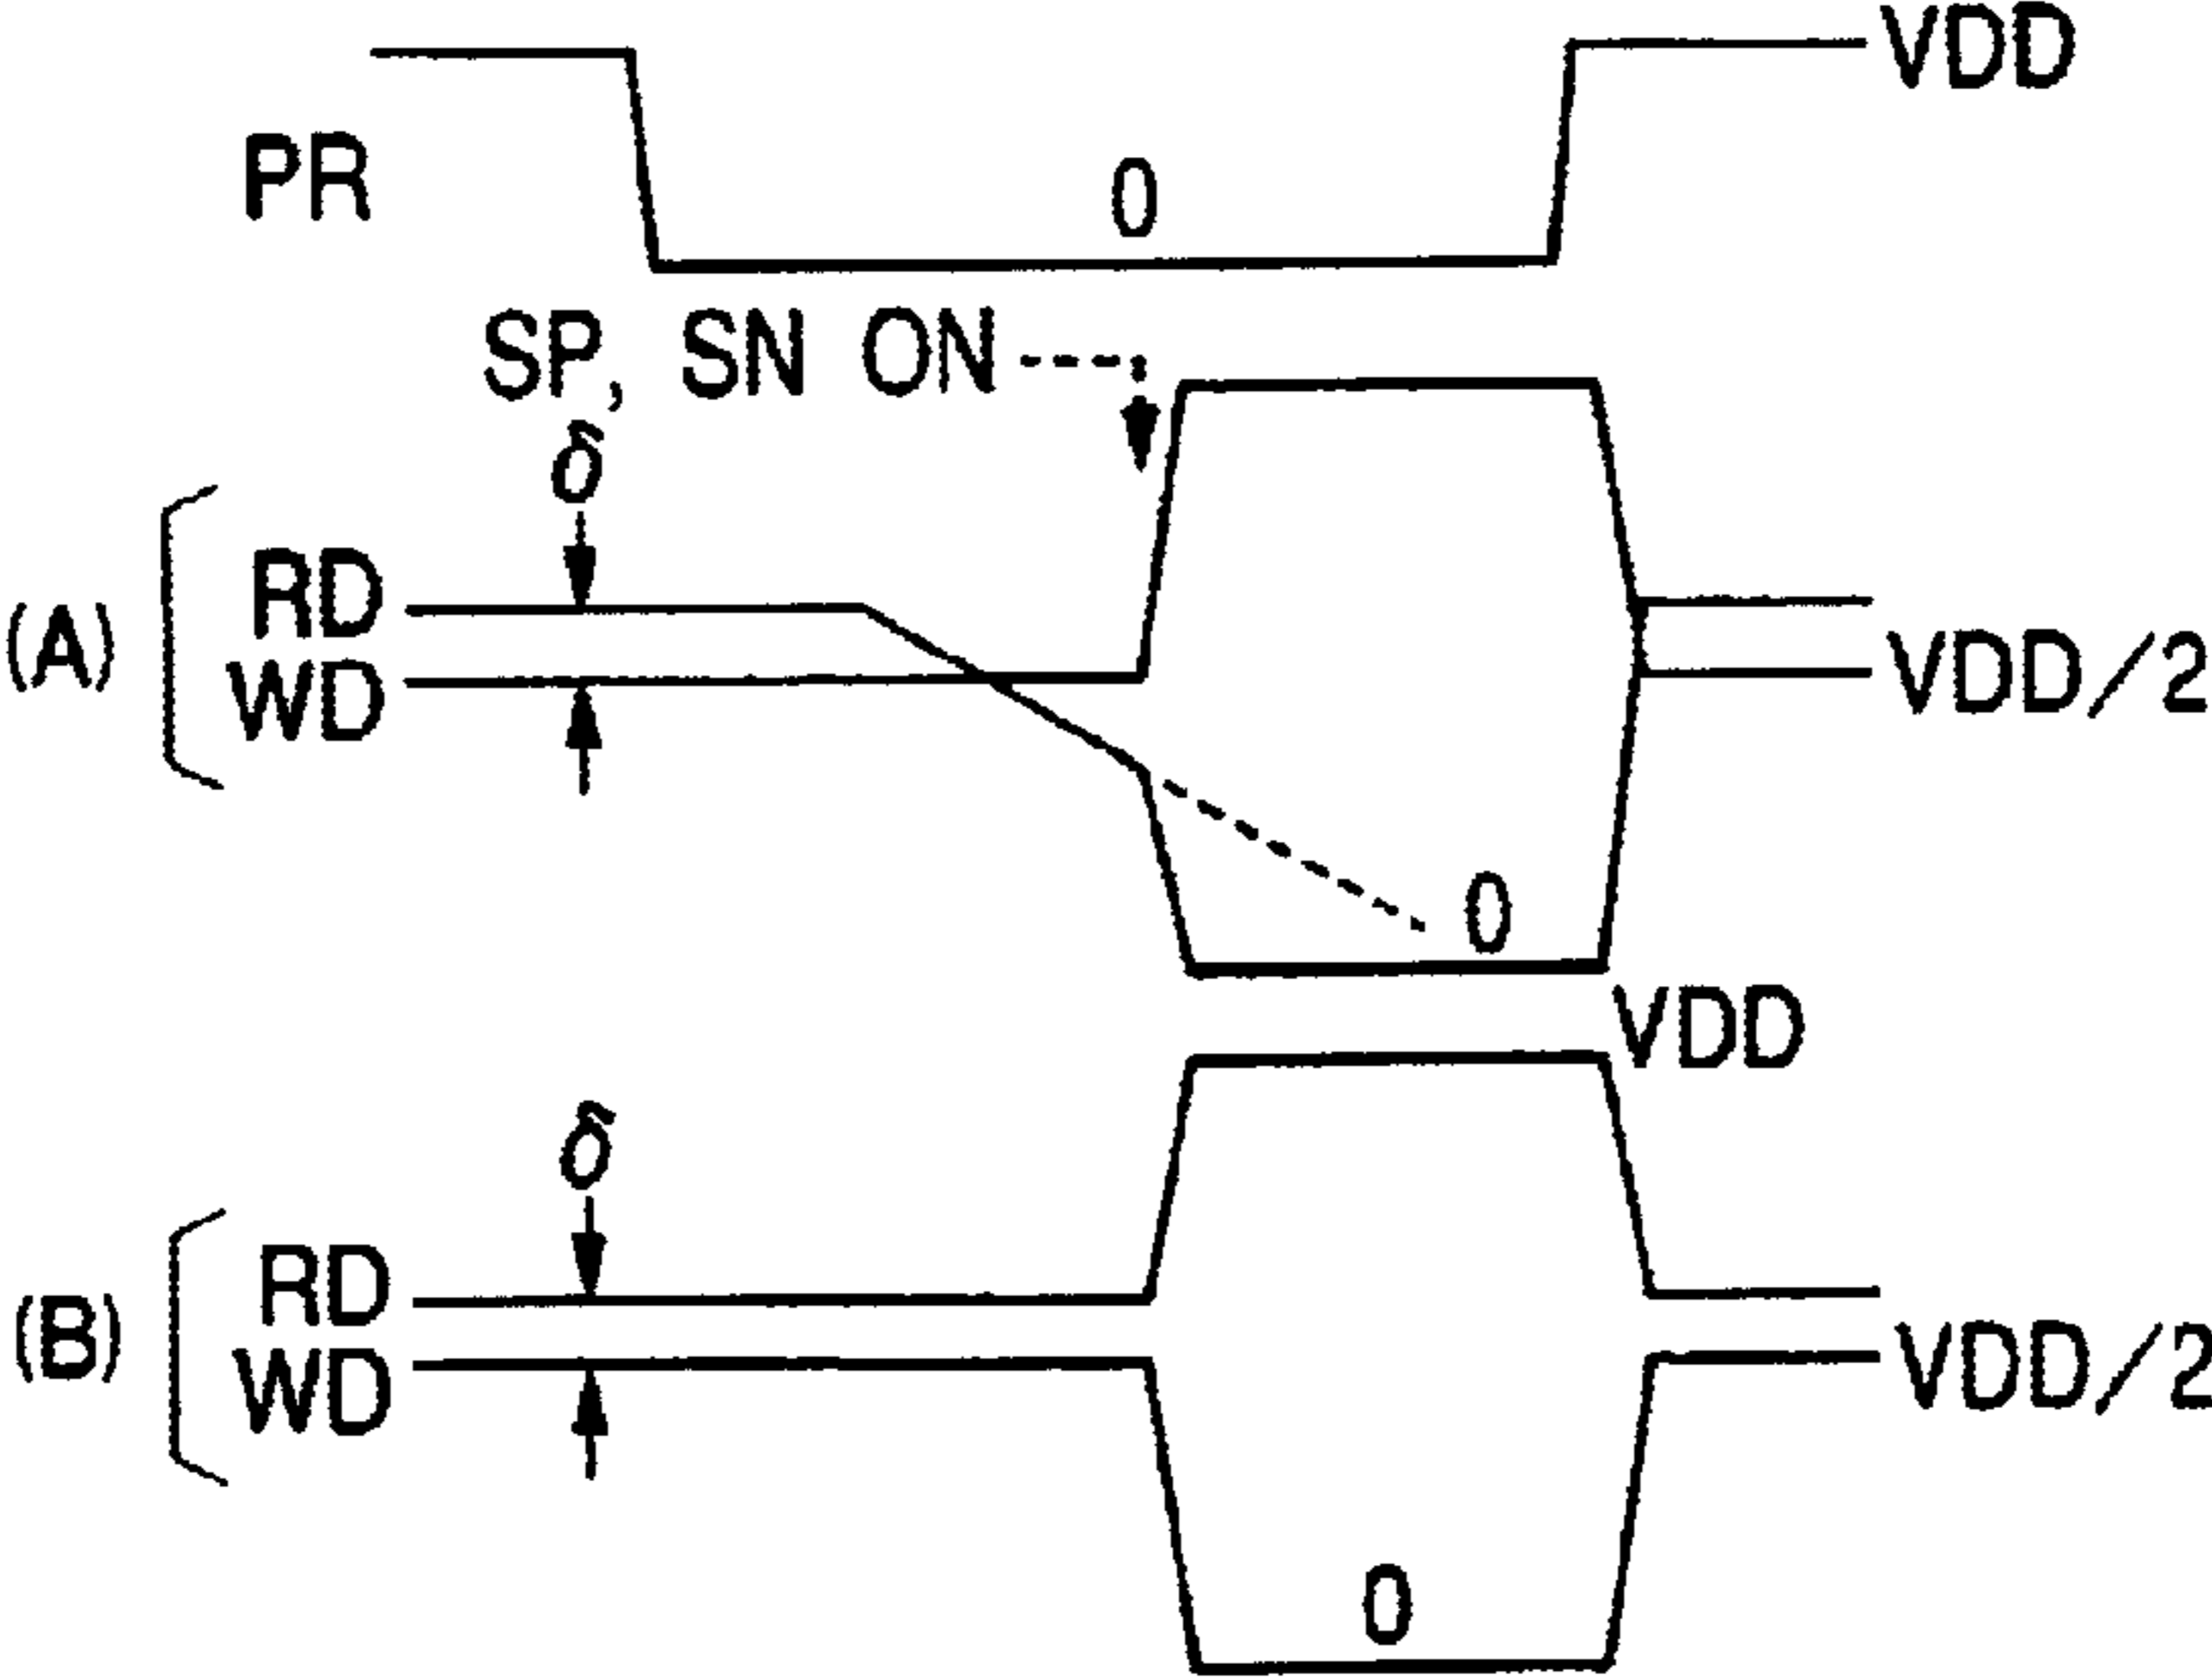 VDD
PR
0
SP, SN ON
δ
(A)
RD
WD
VDD/2
0
VDD
δ
(B)
RD
WD
VDD/2
0